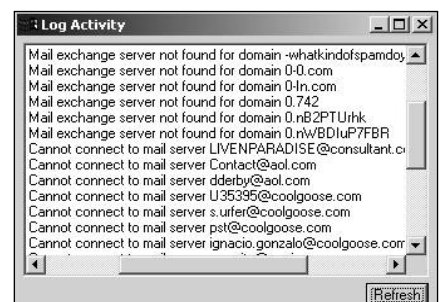 Log Activity
Mail exchange server not found for domain -whatkindofspamdoy
Mail exchange server not found for domain 0-0.com
Mail exchange server not found for domain 0-In.com
Mail exchange server not found for domain 0.742
Mail exchange server not found for domain 0.nB2PTUrhk
Mail exchange server not found for domain 0.nWBDIuP7FBR
Cannot connect to mail server LIVENPARADISE@consultant.c
Cannot connect to mail server Contact@aol.com
Cannot connect to mail server dderby@aol.com
Cannot connect to mail server U35395@coolgoose.com
Cannot connect to mail server s.urfer@coolgoose.com
Cannot connect to mail server pst@coolgoose.com
Cannot connect to mail server ignacio.gonzalo@coolgoose.com
Refresh